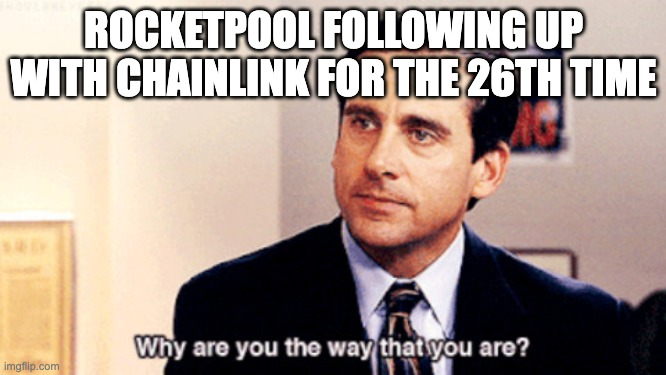 ROCKETPOOL FOLLOWING UP
WITH CHAINLINK FOR THE 26TH TIME
Why are you the way that you are?
imgflip.com